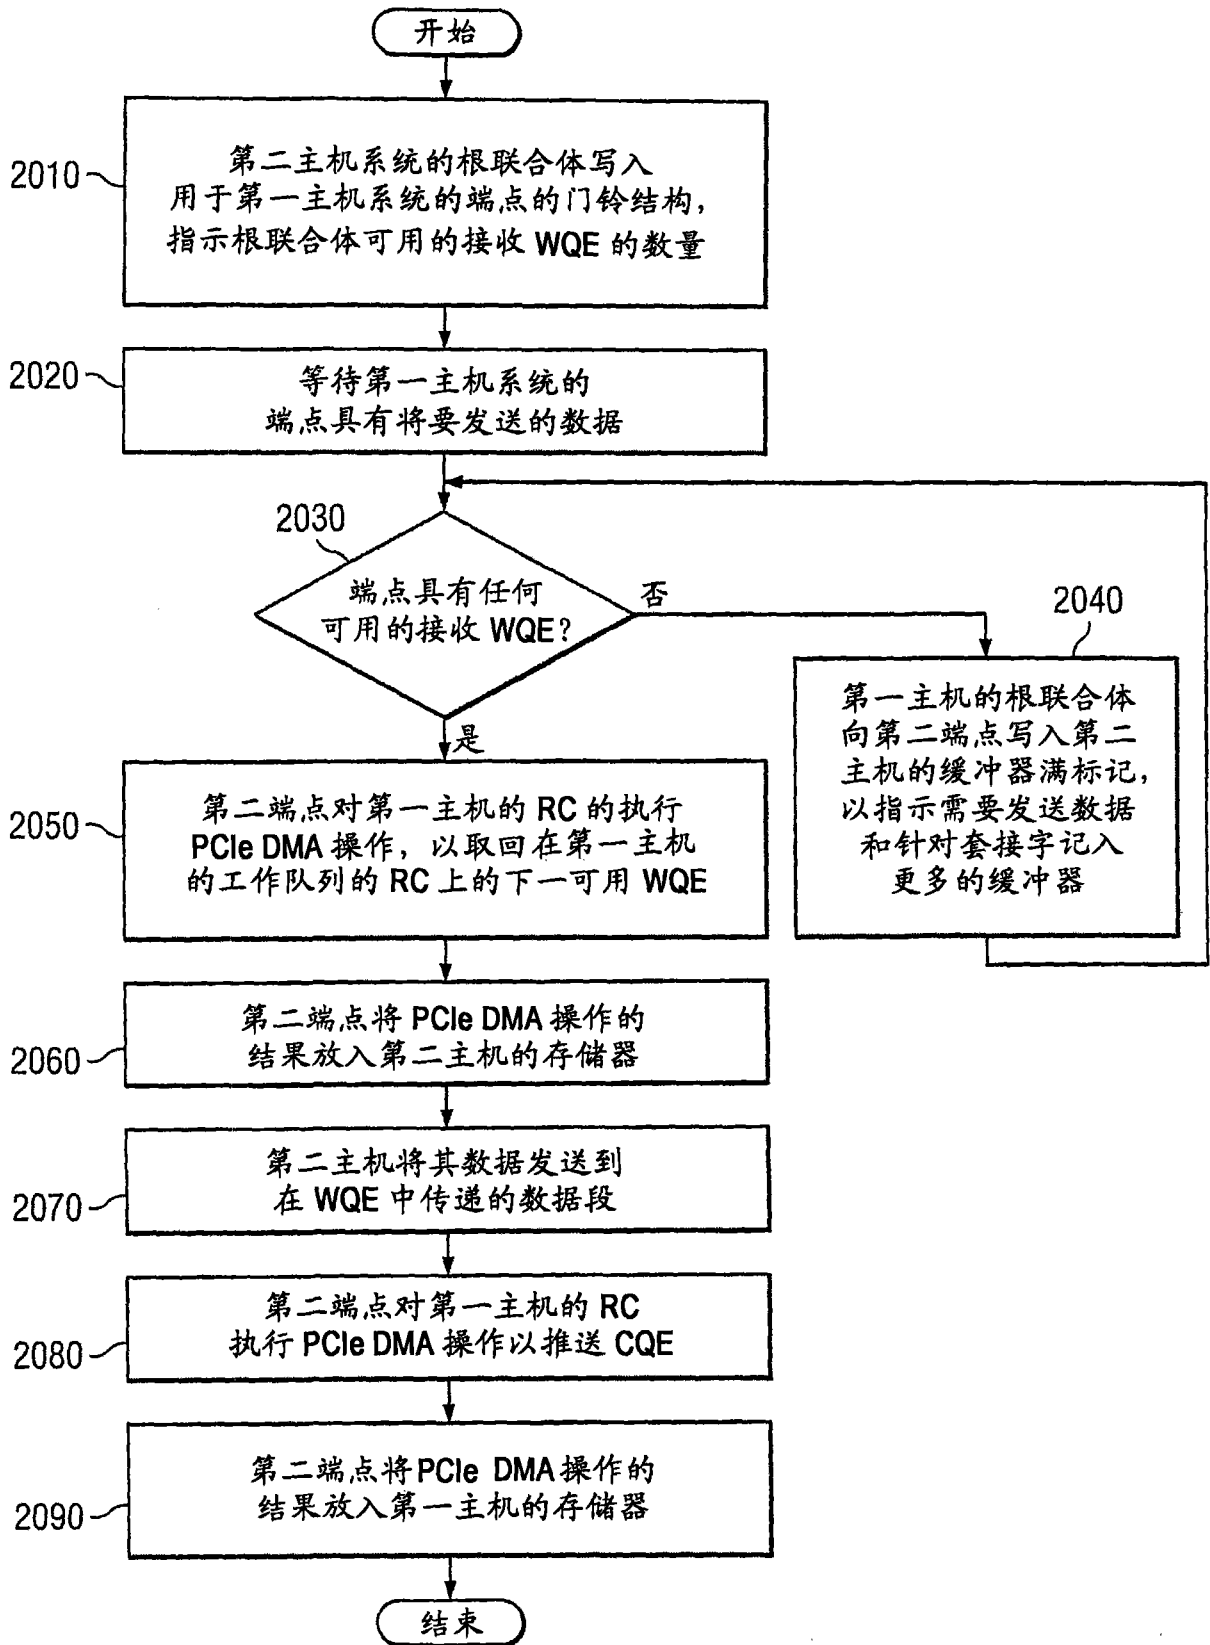 开始
2010
第二主机系统的根联合体写入
用于第一主机系统的端点的门铃结构，
指示根联合体可用的接收 WQE 的数量
2020
等待第一主机系统的
端点具有将要发送的数据
2030
端点具有任何
可用的接收 WQE？
否
是
2040
第一主机的根联合体
向第二端点写入第二
主机的缓冲器满标记，
以指示需要发送数据
和针对套接字记入
更多的缓冲器
2050
第二端点对第一主机的 RC 的执行
PCIe DMA 操作，以取回在第一主机
的工作队列的 RC 上的下一可用 WQE
2060
第二端点将 PCIe DMA 操作的
结果放入第二主机的存储器
2070
第二主机将其数据发送到
在 WQE 中传递的数据段
2080
第二端点对第一主机的 RC
执行 PCIe DMA 操作以推送 CQE
2090
第二端点将 PCIe DMA 操作的
结果放入第一主机的存储器
结束